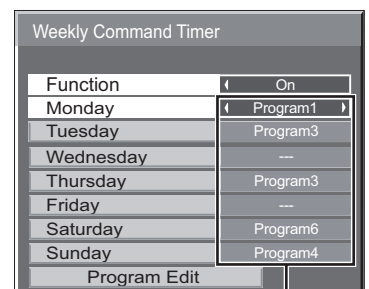 Weekly Command Timer
Function On
Monday Program1
Tuesday Program3
Wednesday ---
Thursday Program3
Friday ---
Saturday Program6
Sunday Program4
Program Edit